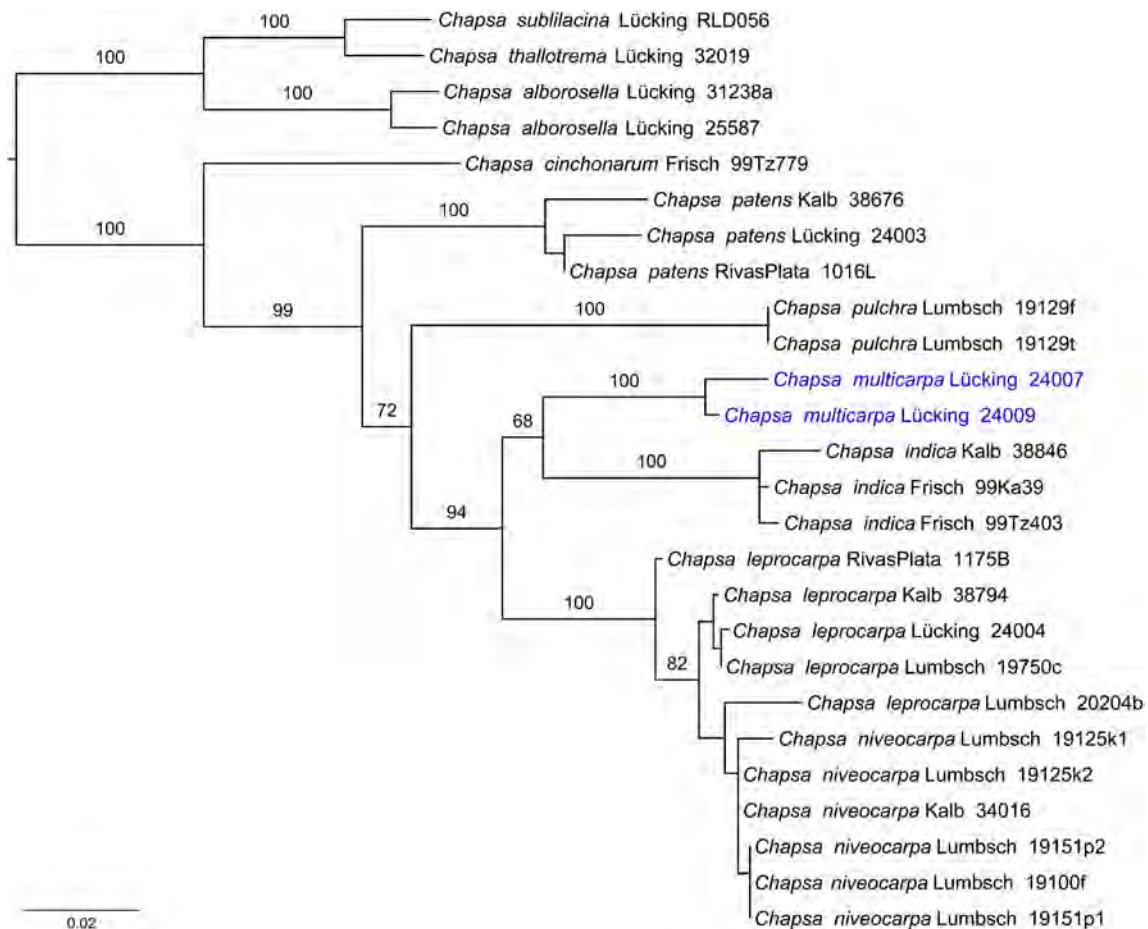 100
Chapsa sublilacina Lücking RLD056
100
Chapsa thallotrema Lücking 32019
100
Chapsa alborosella Lücking 31238a
Chapsa alborosella Lücking 25587
Chapsa cinchonarum Frisch 99Tz779
100
100
Chapsa patens Kalb 38676
Chapsa patens Lücking 24003
Chapsa patens RivasPlata 1016L
99
100
Chapsa pulchra Lumbsch 19129f
Chapsa pulchra Lumbsch 19129t
72
100
Chapsa multicarpa Lücking 24007
68
Chapsa multicarpa Lücking 24009
100
Chapsa indica Kalb 38846
Chapsa indica Frisch 99Ka39
94
Chapsa indica Frisch 99Tz403
Chapsa leprocarpa RivasPlata 1175B
100
Chapsa leprocarpa Kalb 38794
Chapsa leprocarpa Lücking 24004
82
Chapsa leprocarpa Lumbsch 19750c
Chapsa leprocarpa Lumbsch 20204b
Chapsa niveocarpa Lumbsch 19125k1
Chapsa niveocarpa Lumbsch 19125k2
Chapsa niveocarpa Kalb 34016
Chapsa niveocarpa Lumbsch 19151p2
Chapsa niveocarpa Lumbsch 19100f
Chapsa niveocarpa Lumbsch 19151p1
0.02